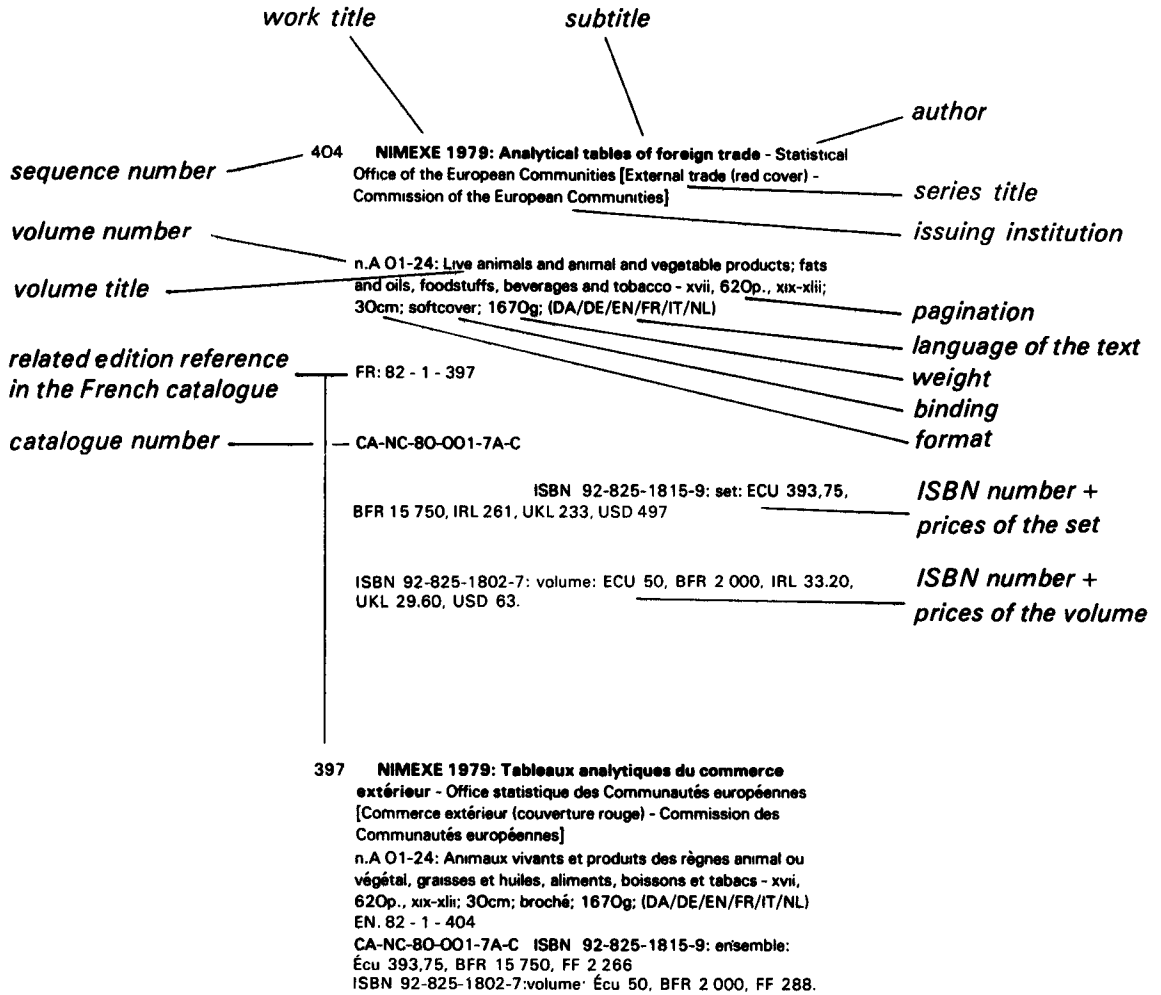 work title
subtitle
author
404 NIMEXE 1979: Analytical tables of foreign trade - Statistical
sequence number
Office of the European Communities [External trade (red cover) -
series title
Commission of the European Communities]
volume number
issuing institution
n.A 01-24: Live animals and animal and vegetable products; fats
volume title
and oils, foodstuffs, beverages and tobacco - xvii, 620p., xix-xliii;
pagination
30cm; softcover; 1670g; (DA/DE/EN/FR/IT/NL)
language of the text
related edition reference
in the French catalogue
FR: 82 - 1 - 397
weight
binding
format
catalogue number
CA-NC-80-001-7A-C
ISBN 92-825-1815-9: set: ECU 393,75,
BFR 15 750, IRL 261, UKL 233, USD 497
ISBN number +
prices of the set
ISBN 92-825-1802-7: volume: ECU 50, BFR 2 000, IRL 33.20,
UKL 29.60, USD 63.
ISBN number +
prices of the volume
397 NIMEXE 1979: Tableaux analytiques du commerce
extérieur - Office statistique des Communautés européennes
[Commerce extérieur (couverture rouge) - Commission des
Communautés européennes]
n.A 01-24: Animaux vivants et produits des règnes animal ou
végétal, graisses et huiles, aliments, boissons et tabacs - xvii,
620p., xix-xlii; 30cm; broché; 1670g; (DA/DE/EN/FR/IT/NL)
EN. 82 - 1 - 404
CA-NC-80-001-7A-C ISBN 92-825-1815-9: ensemble:
Écu 393,75, BFR 15 750, FF 2 266
ISBN 92-825-1802-7:volume: Écu 50, BFR 2 000, FF 288.